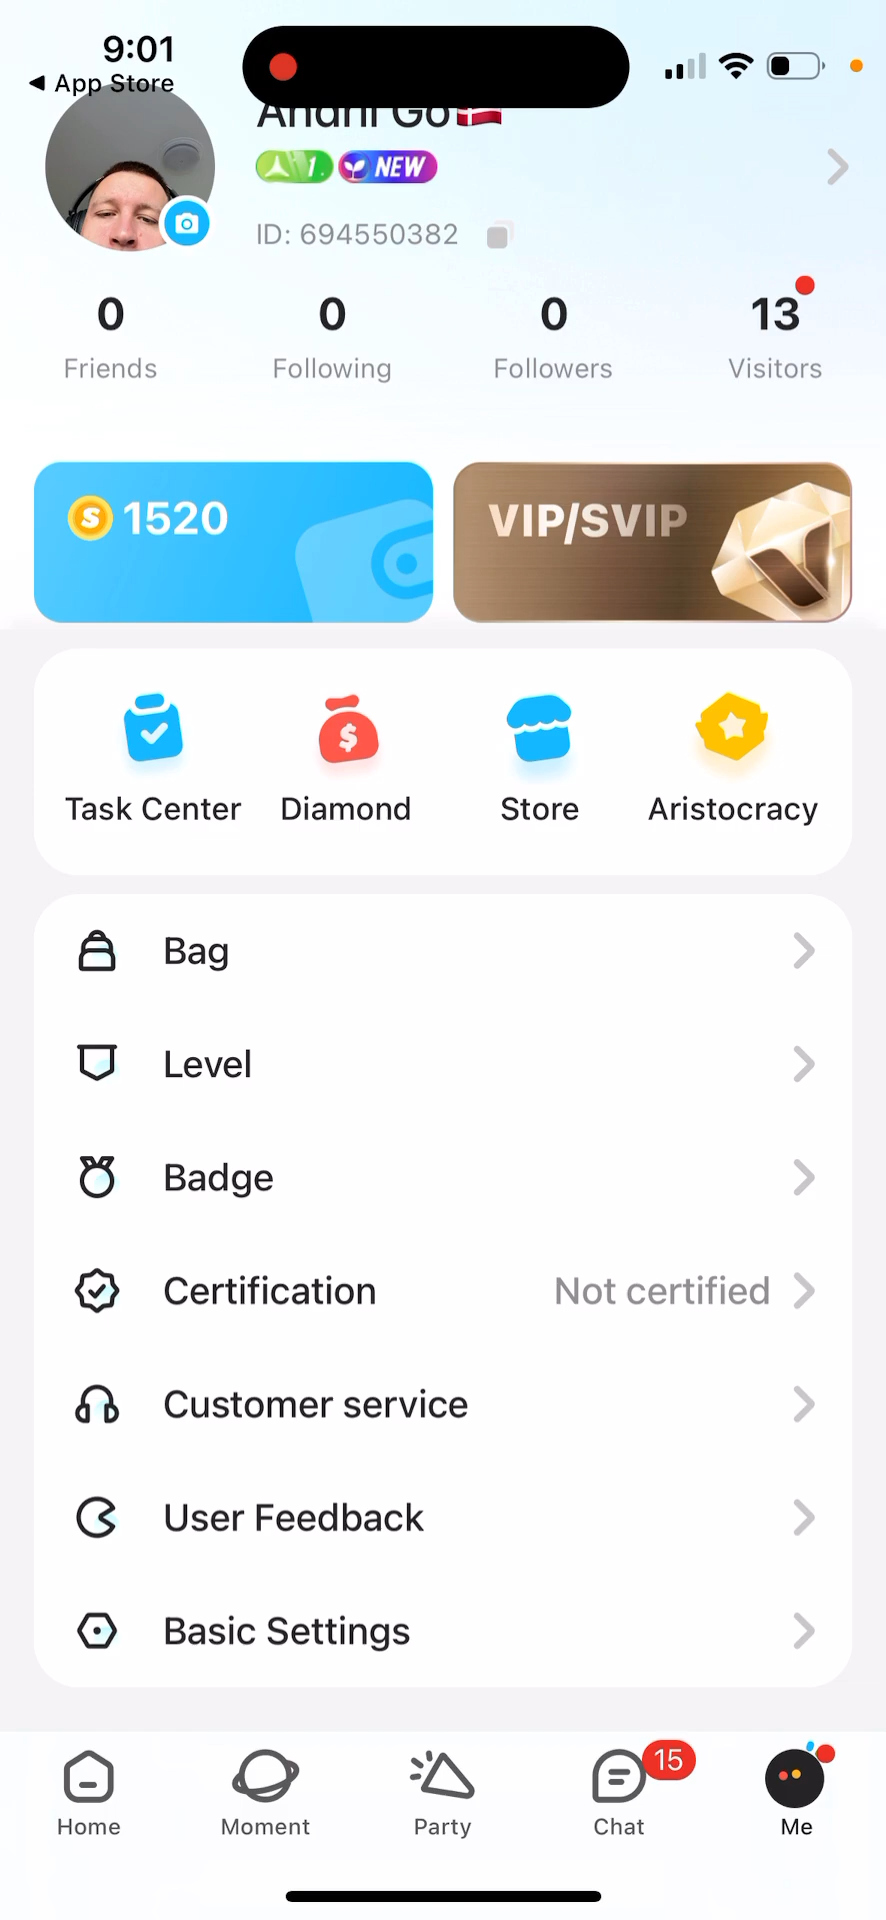 9:01
◀ App Store
Andrii Go🇩🇰
1.
NEW
ID: 694550382
0
Friends
0
Following
0
Followers
13
Visitors
S 1520
VIP/SVIP
Task Center
Diamond
Store
Aristocracy
Bag
Level
Badge
Certification Not certified
Customer service
User Feedback
Basic Settings
15
Home
Moment
Party
Chat
Me